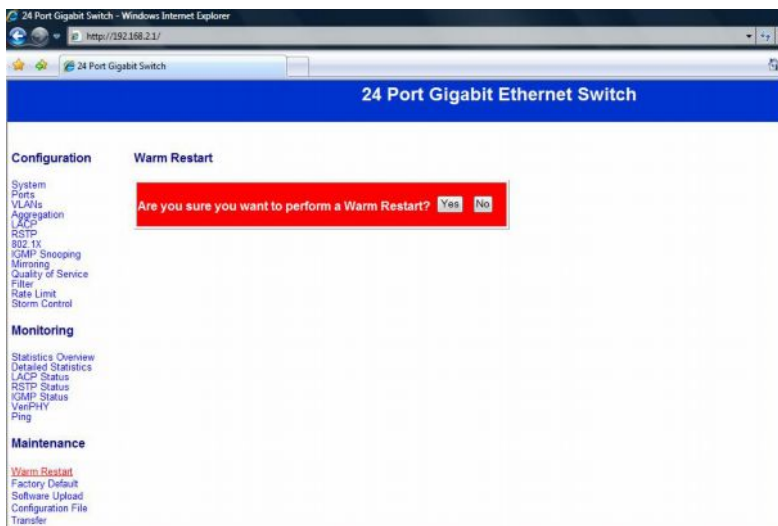 24 Port Gigabit Switch - Windows Internet Explorer
http://192.168.2.1/
24 Port Gigabit Switch
24 Port Gigabit Ethernet Switch
Configuration
System
Ports
VLANs
Aggregation
LACP
RSTP
802.1X
IGMP Snooping
Mirroring
Quality of Service
Filter
Rate Limit
Storm Control
Monitoring
Statistics Overview
Detailed Statistics
LACP Status
RSTP Status
IGMP Status
VeriPHY
Ping
Maintenance
Warm Restart
Factory Default
Software Upload
Configuration File
Transfer
Warm Restart
Are you sure you want to perform a Warm Restart? Yes No